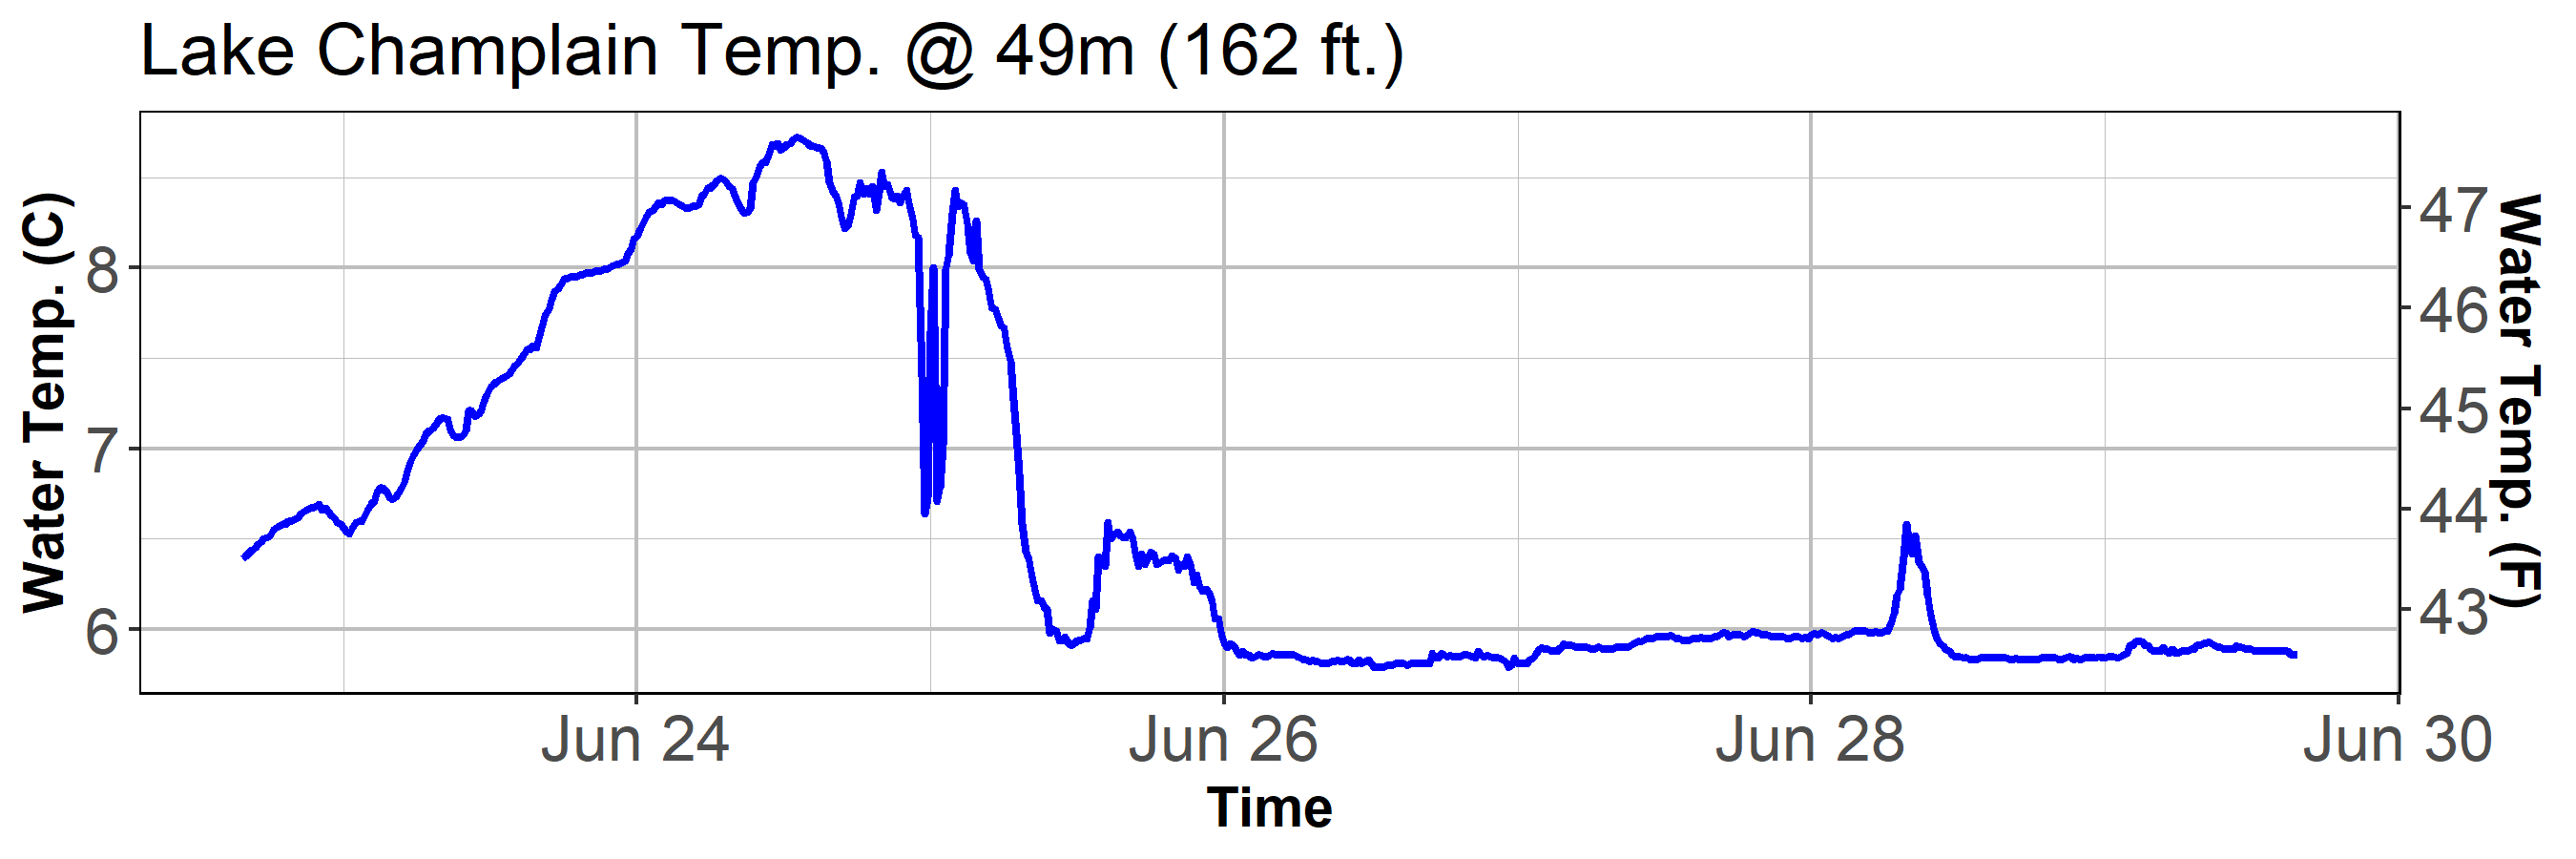 Lake Champlain Temp. @ 49m (162 ft.)
Water Temp. (C)
8
7
6
47
46
45
44
43
Water Temp. (F)
Jun 24 Jun 26 Jun 28 Jun 30
Time